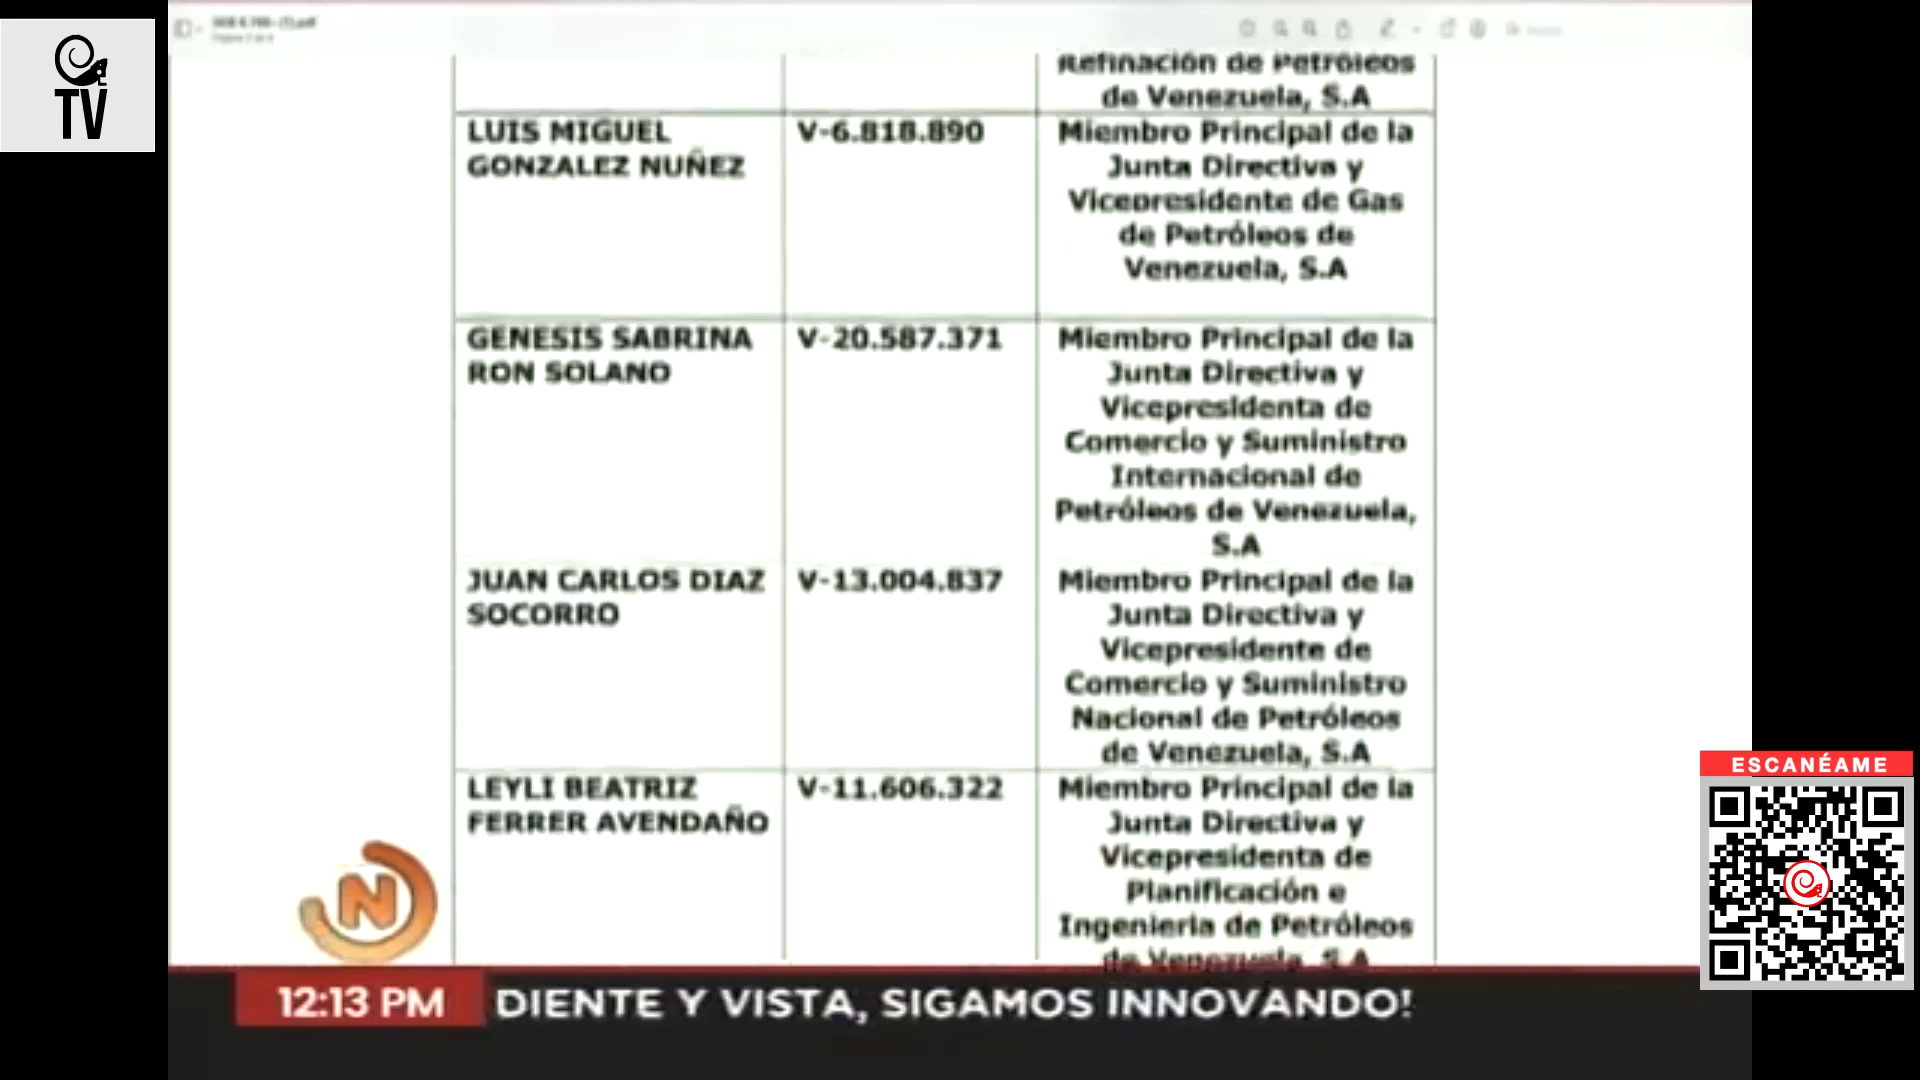 TV
Refinación de Petróleos
de Venezuela, S.A
LUIS MIGUEL
GONZALEZ NUÑEZ
V-6.818.890
Miembro Principal de la
Junta Directiva y
Vicepresidente de Gas
de Petróleos de
Venezuela, S.A
GENESIS SABRINA
RON SOLANO
V-20.587.371
Miembro Principal de la
Junta Directiva y
Vicepresidenta de
Comercio y Suministro
Internacional de
Petróleos de Venezuela,
S.A
JUAN CARLOS DIAZ
SOCORRO
V-13.004.837
Miembro Principal de la
Junta Directiva y
Vicepresidente de
Comercio y Suministro
Nacional de Petróleos
de Venezuela, S.A
LEYLI BEATRIZ
FERRER AVENDAÑO
V-11.606.322
Miembro Principal de la
Junta Directiva y
Vicepresidenta de
Planificación e
Ingenieria de Petróleos
de Venezuela, S.A
N
ESCANÉAME
12:13 PM
DIENTE Y VISTA, SIGAMOS INNOVANDO!